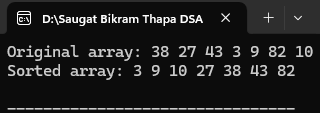 D:\Saugat Bikram Thapa DSA
Original array: 38 27 43 3 9 82 10
Sorted array: 3 9 10 27 38 43 82
--------------------------------